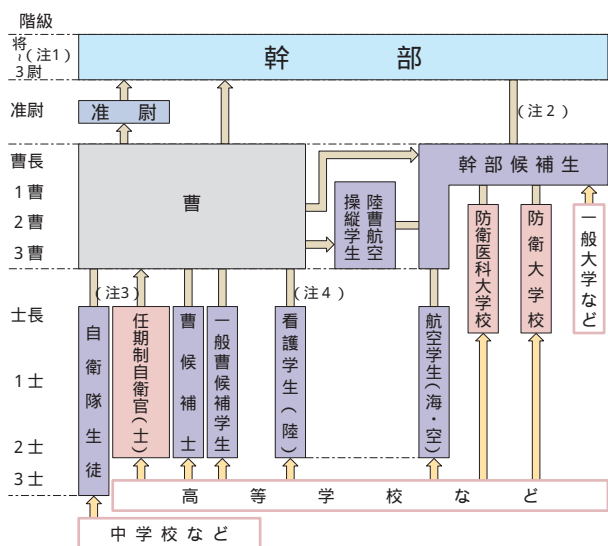 階級
将~3尉
(注1)
幹部
准尉
准尉
(注2)
曹長
1曹
2曹
3曹
曹
陸曹航空操縦学生
幹部候補生
防衛医科大学校
防衛大学校
一般大学など
士長
1士
2士
3士
(注3)
(注4)
自衛隊生徒
任期制自衛官(士)
曹候補士
一般曹候補学生
看護学生(陸)
航空学生(海・空)
高等学校など
中学校など